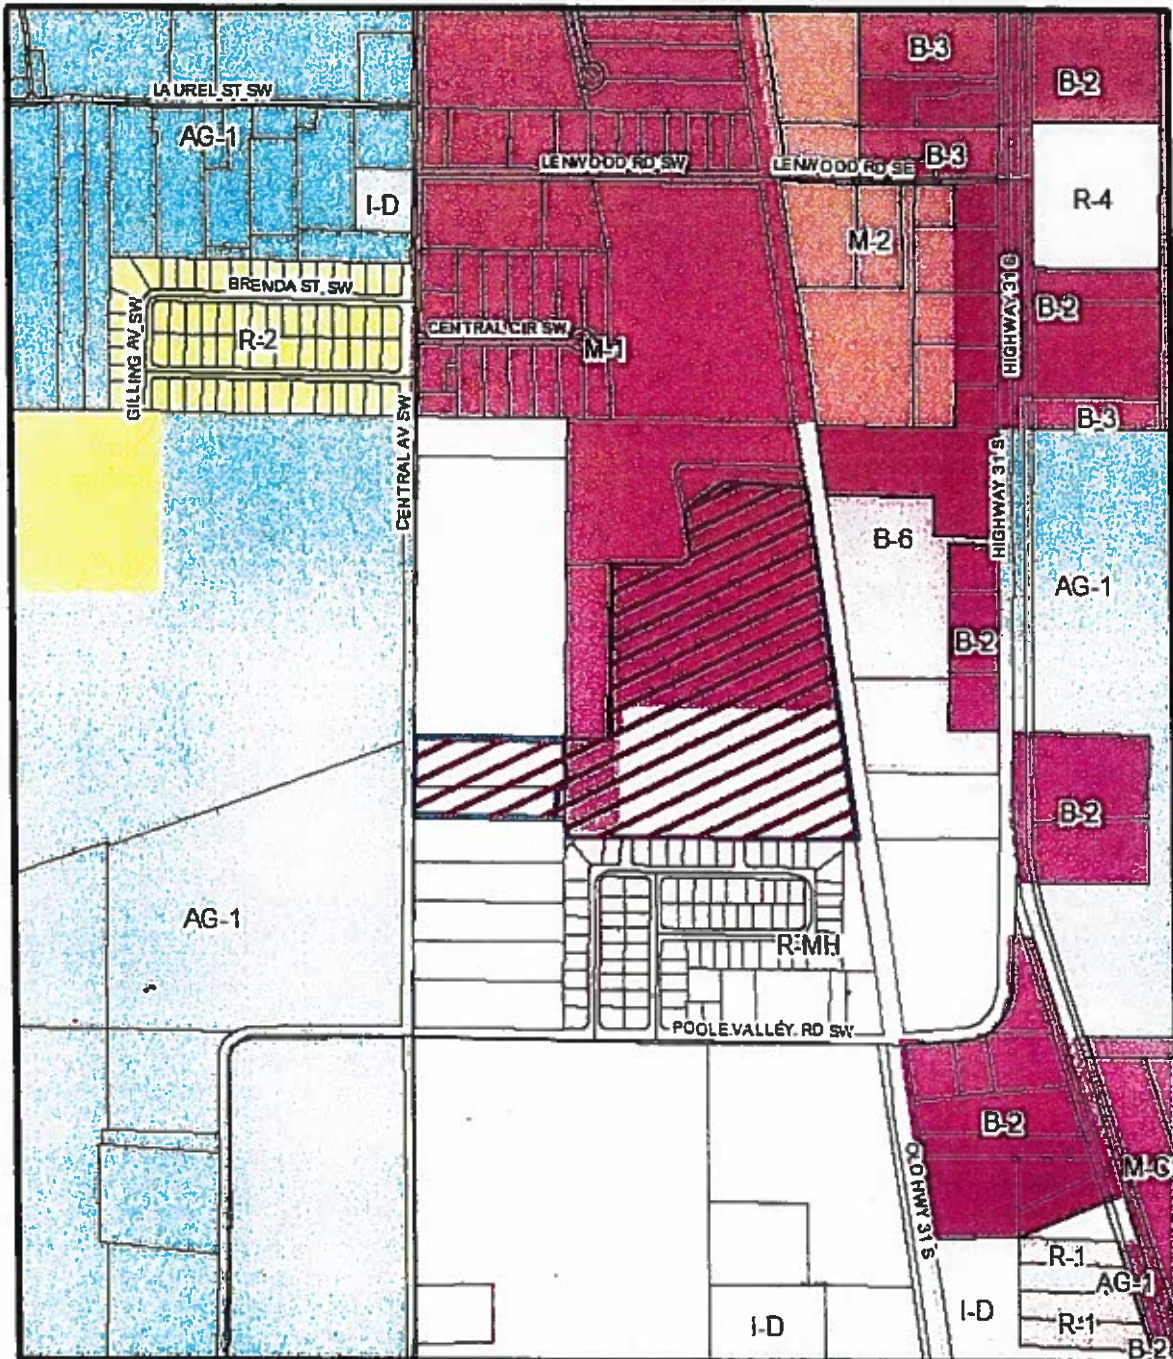 B-3
B-2
LAUREL ST SW
AG-1
LENWOOD RD SW
LENWOOD RD SE
B-3
I-D
R-4
M-2
BRENDA ST SW
HIGHWAY 31 S
B-2
GILLING AV SW
R-2
CENTRAL CIR SW
M-1
CENTRAL AV SW
B-3
HIGHWAY 31 S
B-6
AG-1
B-2
B-2
AG-1
R-MH
POOLE VALLEY RD SW
B-2
OLD HWY 31 S
M-C
R-1
AG-1
I-D
I-D
R-1
B-2